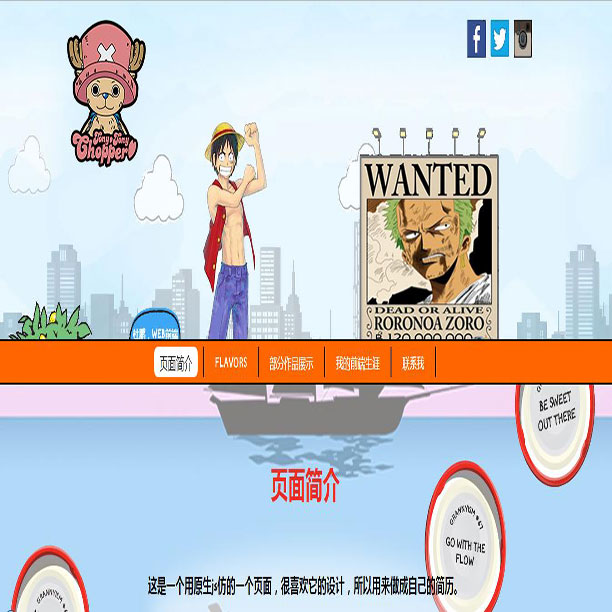 Tony Tony
Chopper
WANTED
DEAD OR ALIVE
RORONOA ZORO
页面简介
FLAVORS
部分作品展示
我的前端生涯
联系我
BE SWEET
OUT THERE
页面简介
GRANNYISM #67
GO WITH THE
FLOW
这是一个用原生js仿的一个页面，很喜欢它的设计，所以用来做成自己的简历。